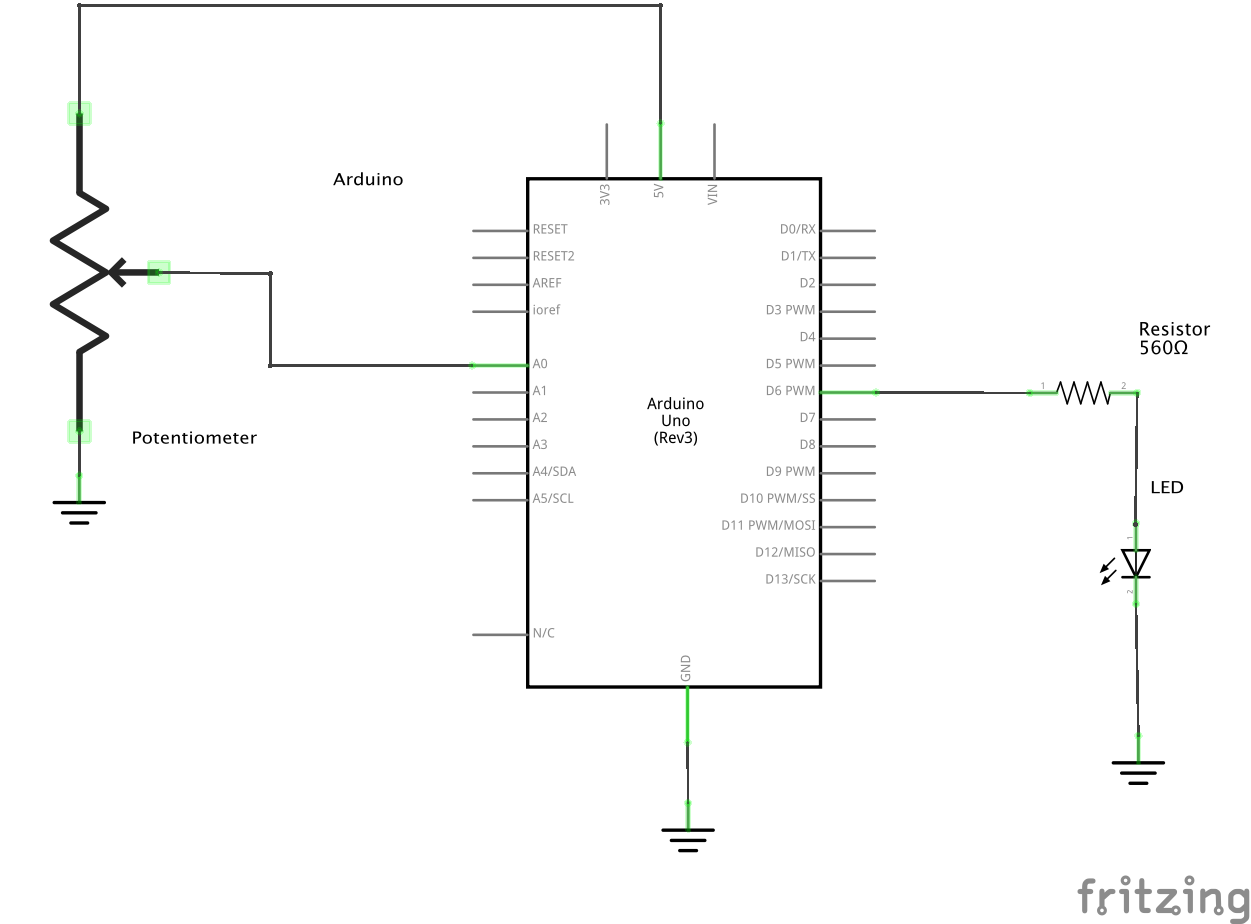 Arduino
3V3
5V
VIN
RESET
RESET2
AREF
ioref
A0
A1
A2
A3
A4/SDA
A5/SCL
N/C
D0/RX
D1/TX
D2
D3 PWM
D4
D5 PWM
D6 PWM
D7
D8
D9 PWM
D10 PWM/SS
D11 PWM/MOSI
D12/MISO
D13/SCK
Arduino
Uno
(Rev3)
GND
Potentiometer
Resistor
560Ω
1
2
LED
1
2
fritzing